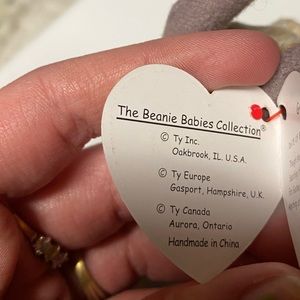 The Beanie Babies Collection®
© Ty Inc.
Oakbrook, IL. U.S.A.
© Ty Europe
Gasport, Hampshire, U.K.
© Ty Canada
Aurora, Ontario
Handmade in China